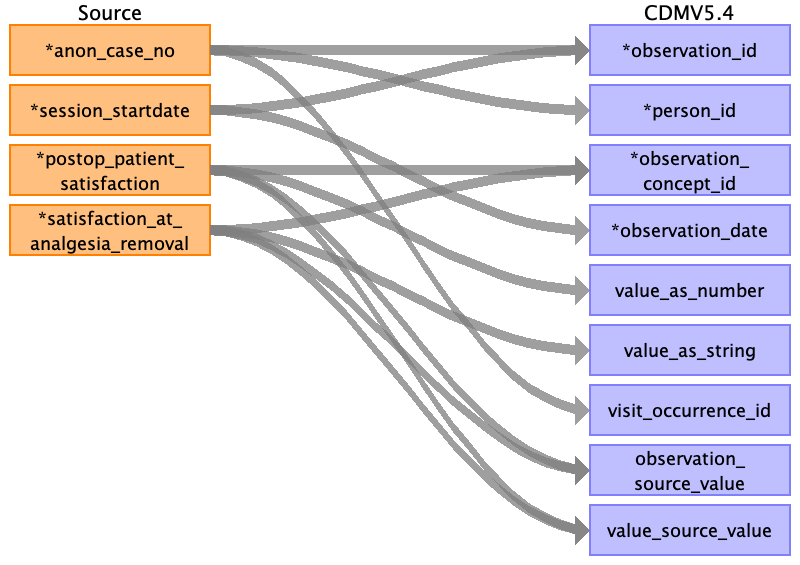 Source
CDMV5.4
*anon_case_no
*observation_id
*session_startdate
*person_id
*postop_patient_
satisfaction
*observation_
concept_id
*satisfaction_at_
analgesia_removal
*observation_date
value_as_number
value_as_string
visit_occurrence_id
observation_
source_value
value_source_value